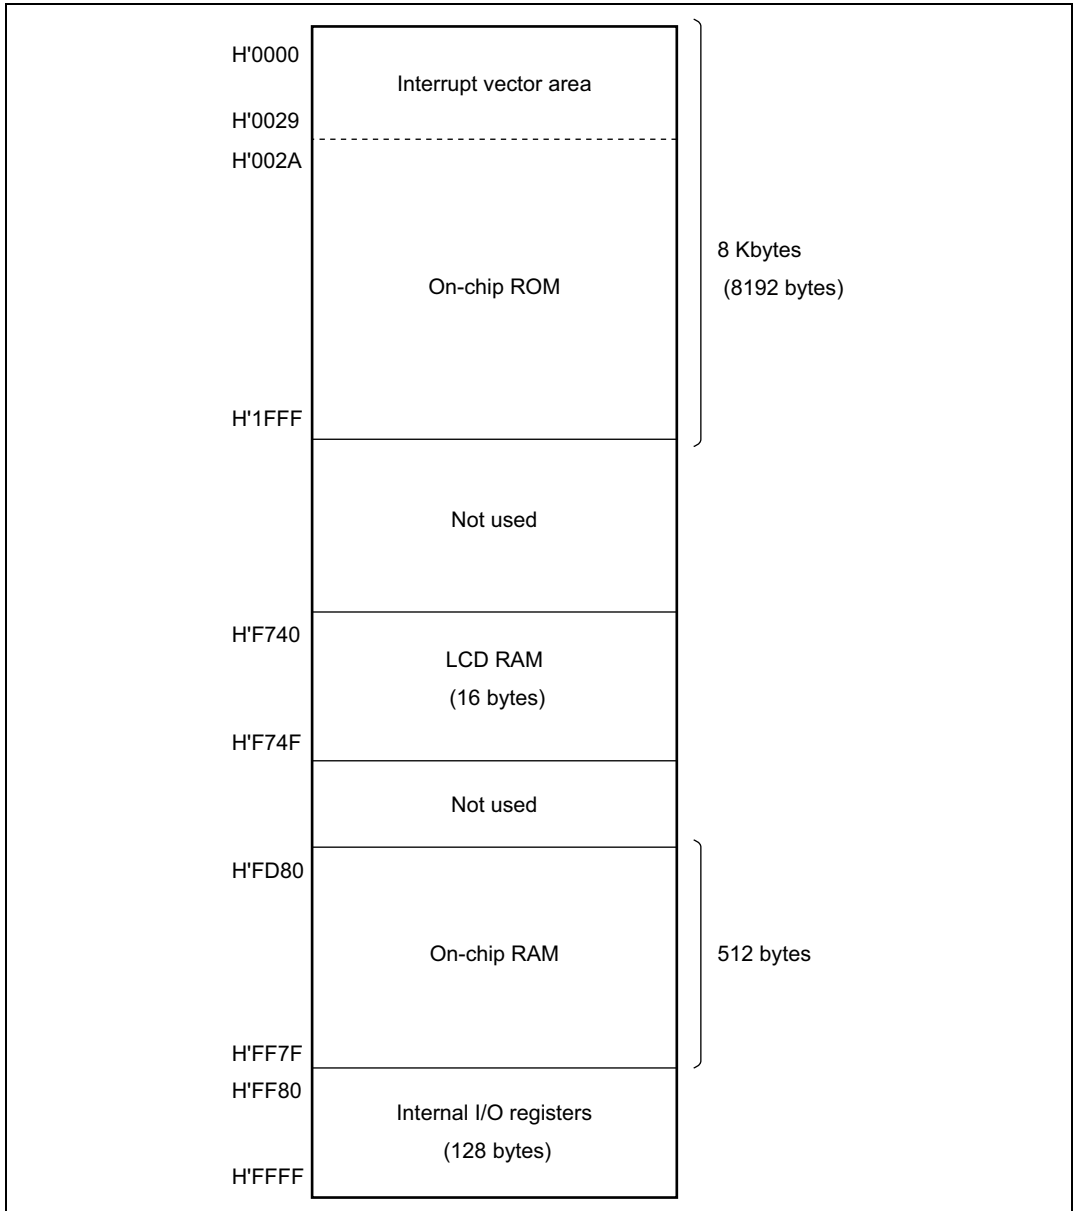 H'0000
Interrupt vector area
H'0029
H'002A
8 Kbytes
(8192 bytes)
On-chip ROM
H'1FFF
Not used
H'F740
LCD RAM
(16 bytes)
H'F74F
Not used
H'FD80
On-chip RAM
512 bytes
H'FF7F
H'FF80
Internal I/O registers
(128 bytes)
H'FFFF